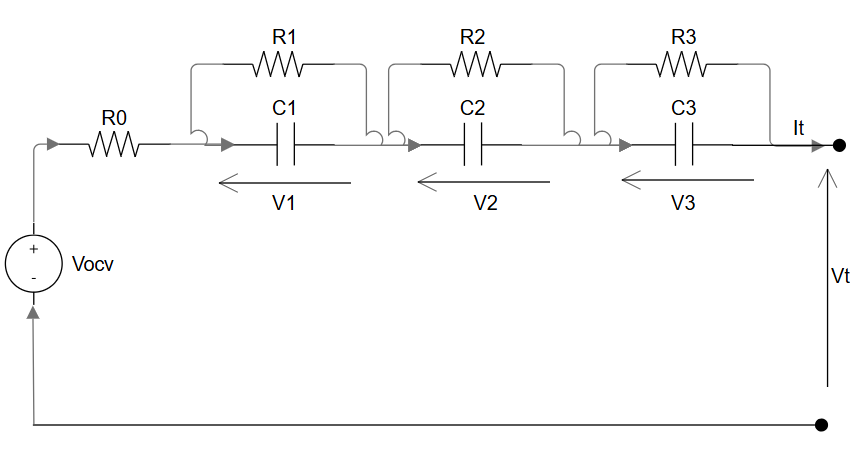 R1
R2
R3
C1
C2
C3
R0
It
V1
V2
V3
+
-
Vocv
Vt